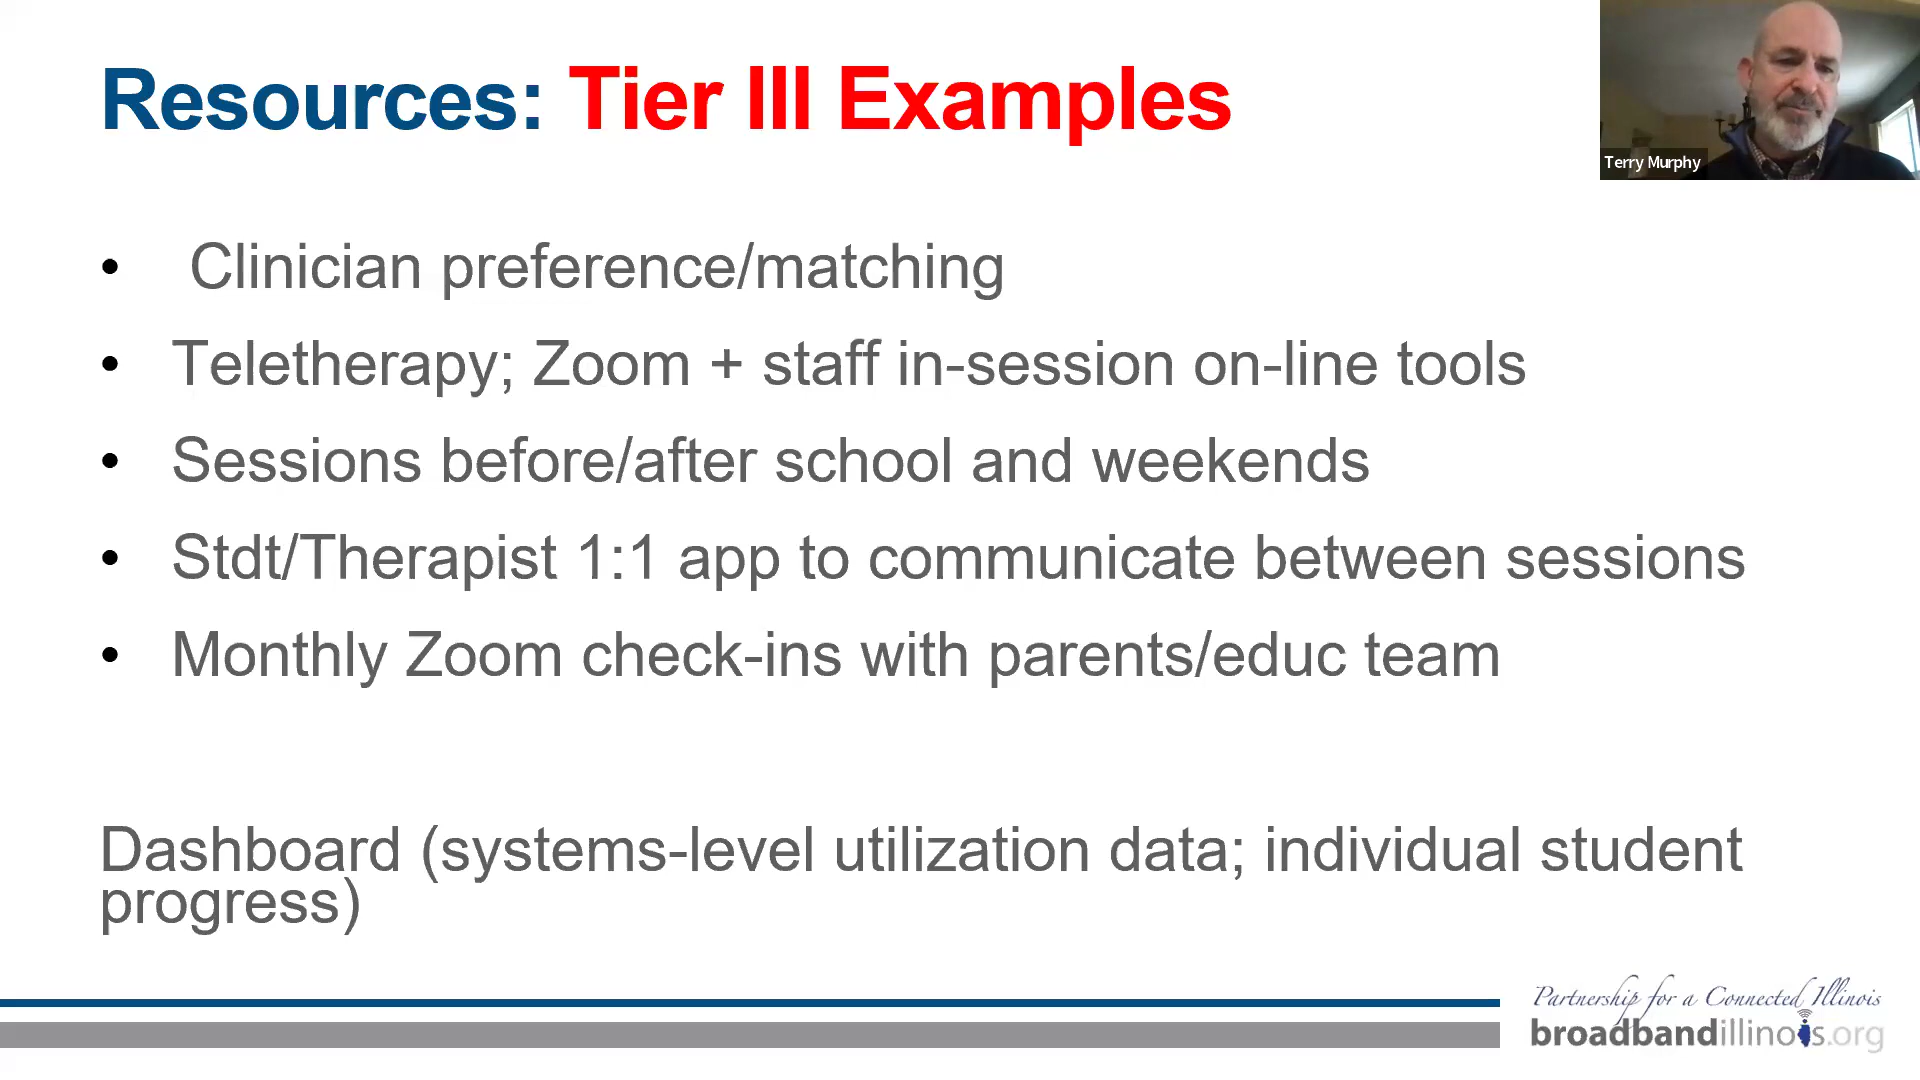 Resources: Tier III Examples
Terry Murphy
• Clinician preference/matching
• Teletherapy; Zoom + staff in-session on-line tools
• Sessions before/after school and weekends
• Stdt/Therapist 1:1 app to communicate between sessions
• Monthly Zoom check-ins with parents/educ team
Dashboard (systems-level utilization data; individual student
progress)
Partnership for a Connected Illinois
broadbandillinois.org